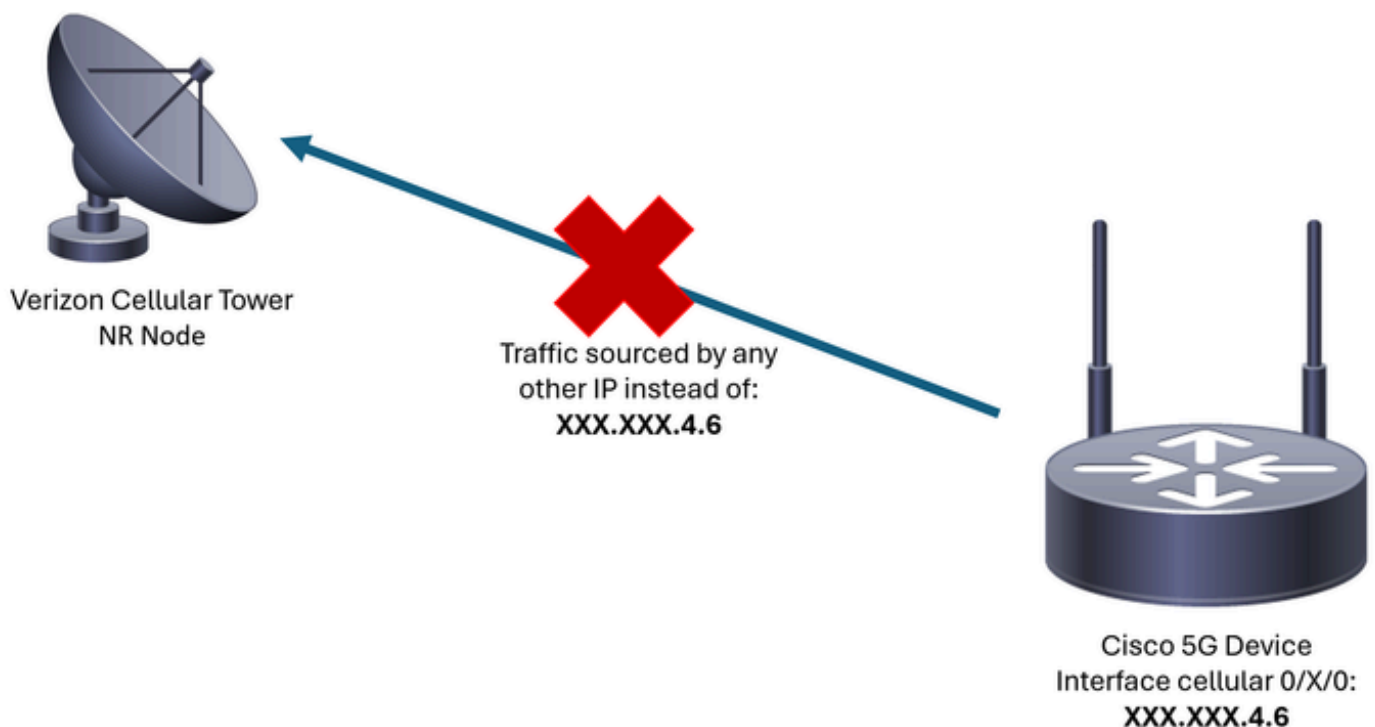 Verizon Cellular Tower
NR Node
Traffic sourced by any
other IP instead of:
XXX.XXX.4.6
Cisco 5G Device
Interface cellular 0/X/0:
XXX.XXX.4.6